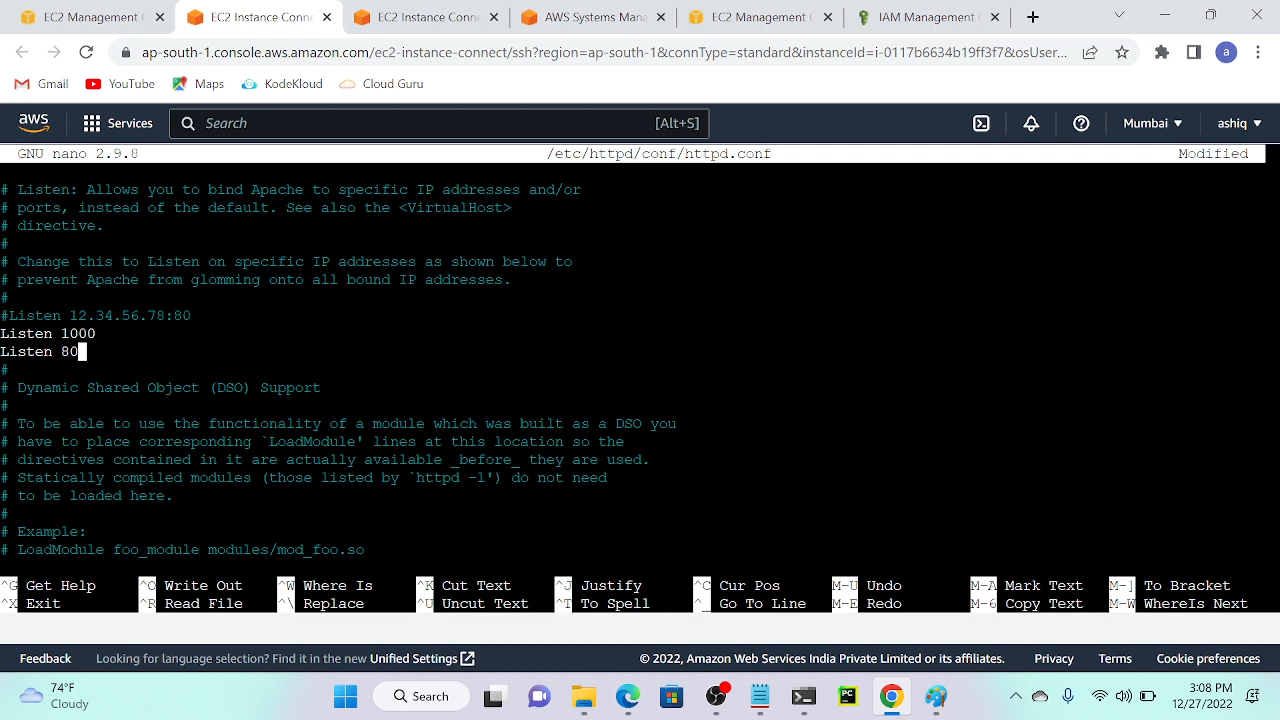 EC2 Management C
EC2 Instance Conne
EC2 Instance Conne
AWS Systems Mana
EC2 Management C
IAM Management C
ap-south-1.console.aws.amazon.com/ec2-instance-connect/ssh?region=ap-south-1&connType=standard&instanceId=i-0117b6634b19ff3f7&osUser...
a
Gmail
YouTube
Maps
KodeKloud
Cloud Guru
aws
Services
Search
[Alt+S]
Mumbai
ashiq
GNU nano 2.9.8
/etc/httpd/conf/httpd.conf
Modified
# Listen: Allows you to bind Apache to specific IP addresses and/or
# ports, instead of the default. See also the <VirtualHost>
# directive.
#
# Change this to Listen on specific IP addresses as shown below to
# prevent Apache from glomming onto all bound IP addresses.
#
#Listen 12.34.56.78:80
Listen 1000
Listen 80
#
# Dynamic Shared Object (DSO) Support
#
# To be able to use the functionality of a module which was built as a DSO you
# have to place corresponding `LoadModule' lines at this location so the
# directives contained in it are actually available _before_ they are used.
# Statically compiled modules (those listed by `httpd -l') do not need
# to be loaded here.
#
# Example:
# LoadModule foo_module modules/mod_foo.so
^G Get Help ^O Write Out ^W Where Is ^K Cut Text ^J Justify ^C Cur Pos M-U Undo M-A Mark Text M-] To Bracket
^X Exit ^R Read File ^\ Replace ^U Uncut Text ^T To Spell ^_ Go To Line M-E Redo M-6 Copy Text M-W WhereIs Next
Feedback
Looking for language selection? Find it in the new Unified Settings
© 2022, Amazon Web Services India Private Limited or its affiliates.
Privacy
Terms
Cookie preferences
74°F
Cloudy
Search
PC
3:08 PM
12/27/2022